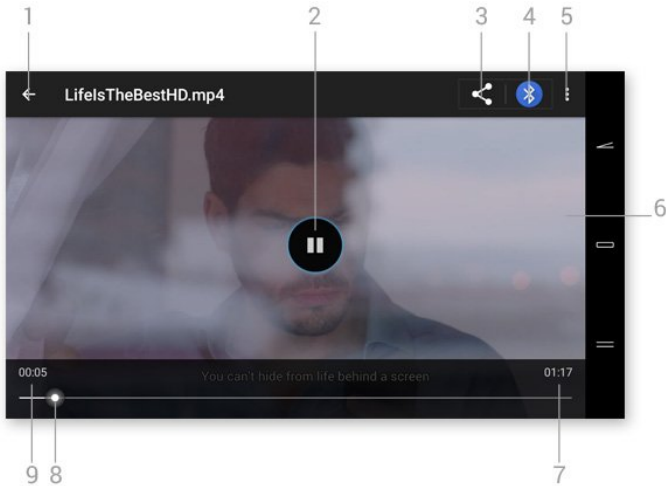 1 2 3 4 5
LifeIsTheBestHD.mp4
6
00:05 You can't hide from life behind a screen 01:17
9 8 7